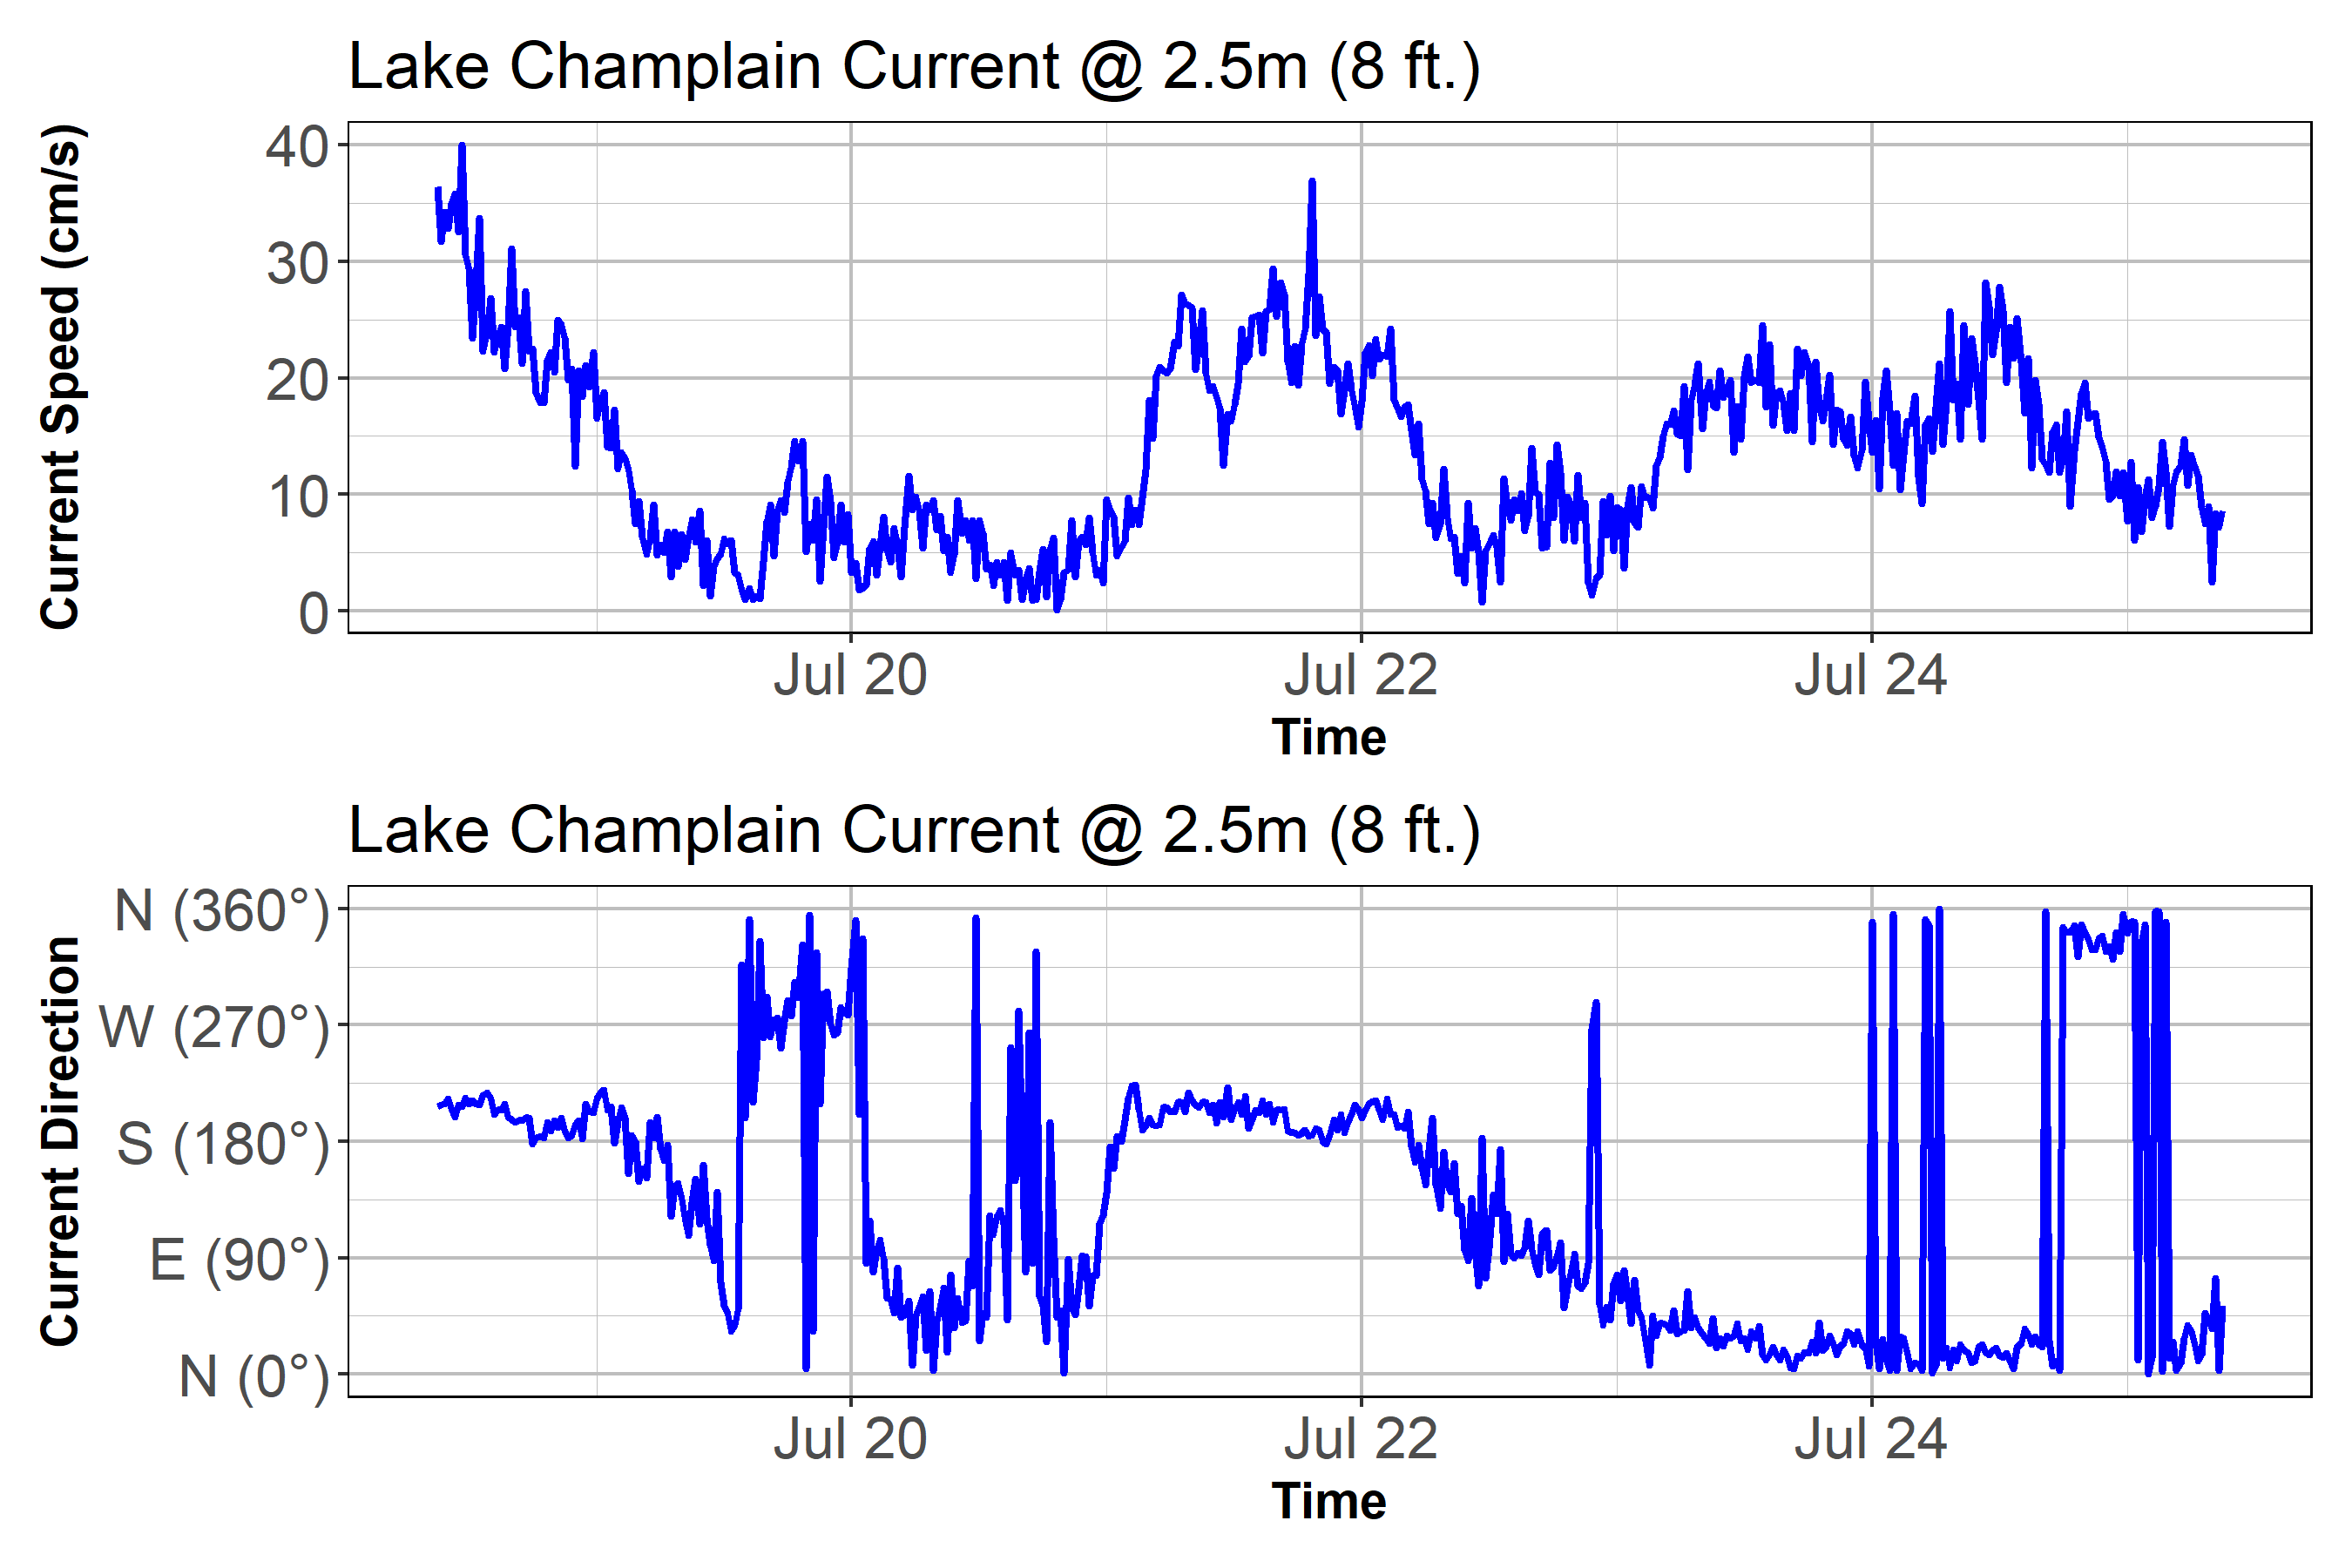 Lake Champlain Current @ 2.5m (8 ft.)
Current Speed (cm/s)
40
30
20
10
0
Jul 20 Jul 22 Jul 24
Time
Lake Champlain Current @ 2.5m (8 ft.)
Current Direction
N (360°)
W (270°)
S (180°)
E (90°)
N (0°)
Jul 20 Jul 22 Jul 24
Time